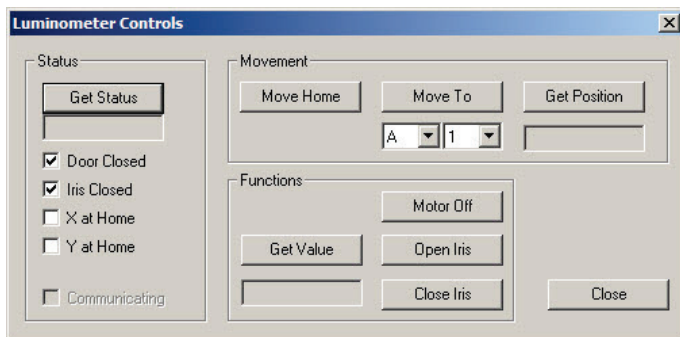 Luminometer Controls
Status
Get Status
Door Closed
Iris Closed
X at Home
Y at Home
Communicating
Movement
Move Home
Move To
Get Position
A
1
Functions
Motor Off
Get Value
Open Iris
Close Iris
Close